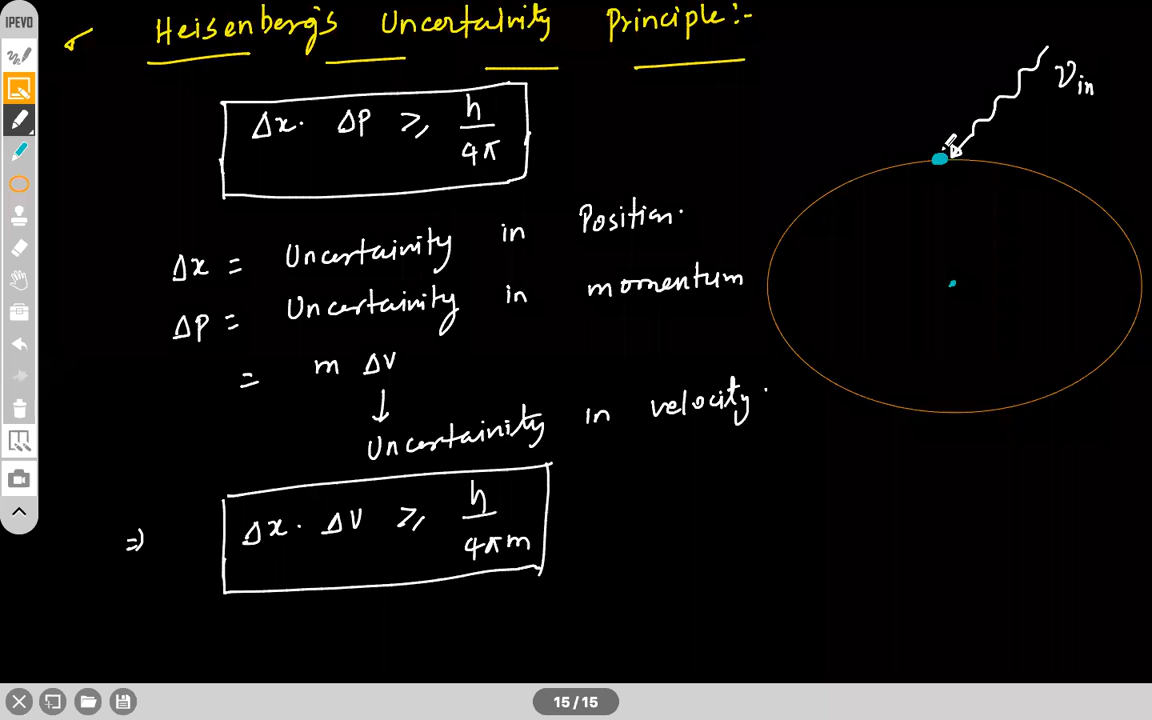 IPEVO
Heisenberg's Uncertainity Principle:-
Δx · ΔP ≥ h/4π
Δx = Uncertainity in Position.
ΔP = Uncertainity in momentum
= m ΔV
↓
Uncertainity in velocity.
⇒ Δx · ΔV ≥ h/4πm
ν in
15 / 15